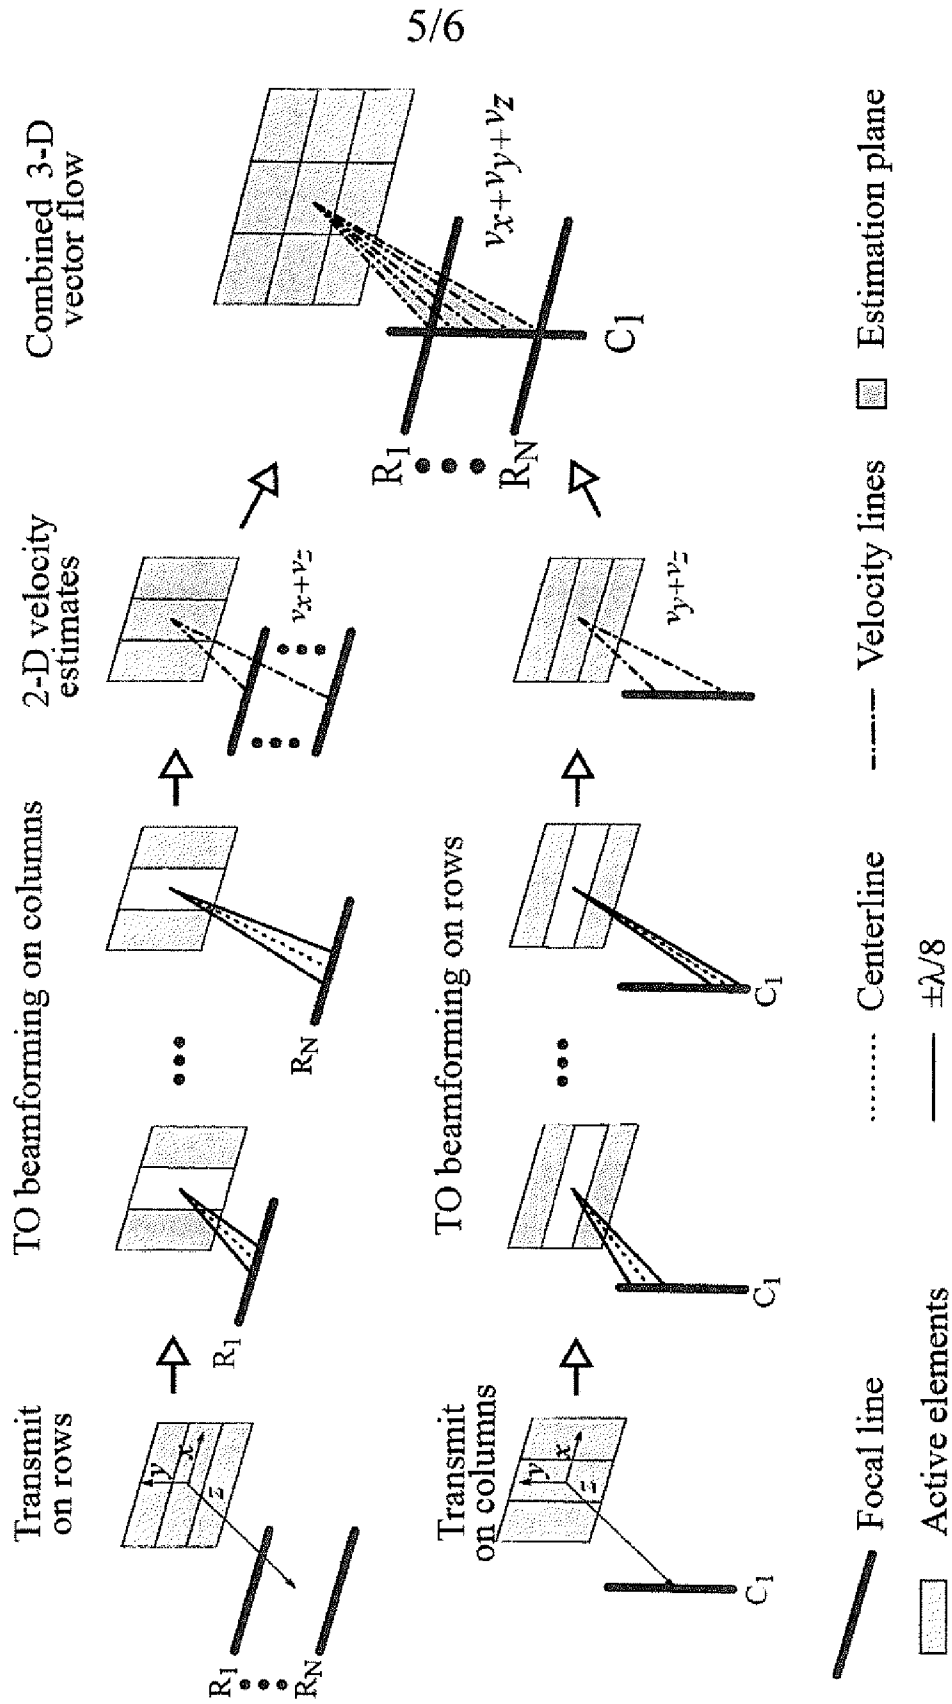 5/6
Transmit
on rows
TO beamforming on columns
2-D velocity
estimates
Combined 3-D
vector flow
y
x
z
R1
RN
R1
RN
vx+vz
Transmit
on columns
TO beamforming on rows
y
x
z
C1
C1
C1
vy+vz
R1
RN
C1
vx+vy+vz
Focal line
Centerline
Velocity lines
Estimation plane
Active elements
±λ/8